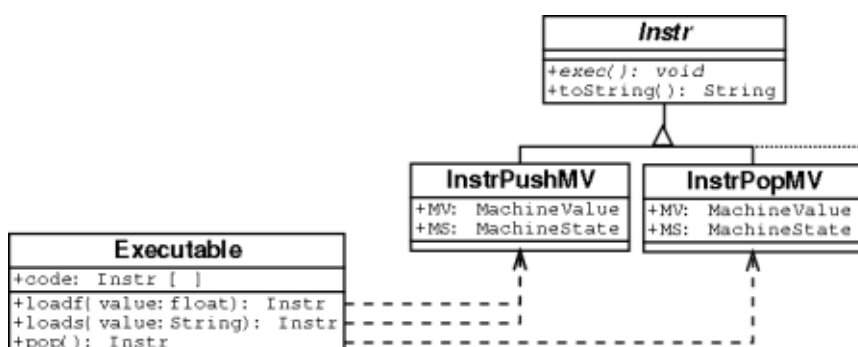 Instr
+exec(): void
+toString(): String
InstrPushMV
+MV: MachineValue
+MS: MachineState
InstrPopMV
+MV: MachineValue
+MS: MachineState
Executable
+code: Instr [ ]
+loadf(value:float): Instr
+loads(value:String): Instr
+pop(): Instr